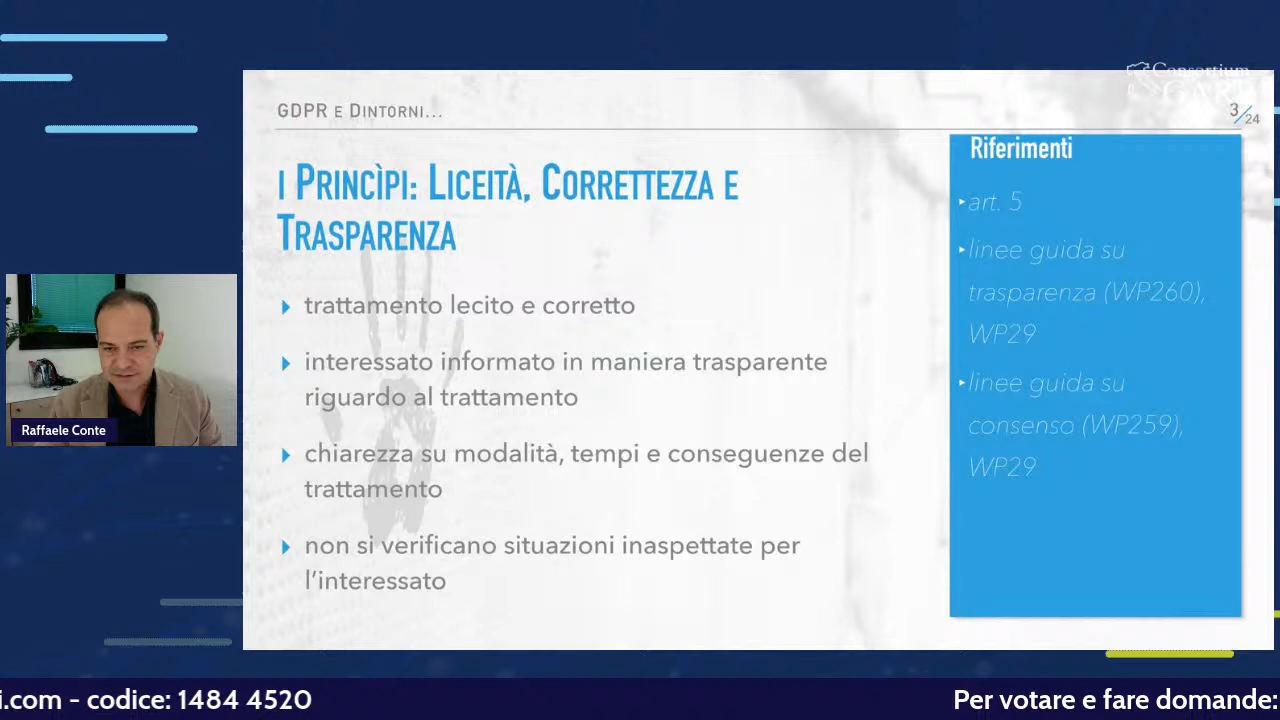 Consortium
GARR
GDPR E DINTORNI...
3/24
I PRINCÌPI: LICEITÀ, CORRETTEZZA E
TRASPARENZA
trattamento lecito e corretto
interessato informato in maniera trasparente
riguardo al trattamento
chiarezza su modalità, tempi e conseguenze del
trattamento
non si verificano situazioni inaspettate per
l'interessato
Riferimenti
art. 5
linee guida su
trasparenza (WP260),
WP29
linee guida su
consenso (WP259),
WP29
Raffaele Conte
i.com - codice: 1484 4520
Per votare e fare domande: